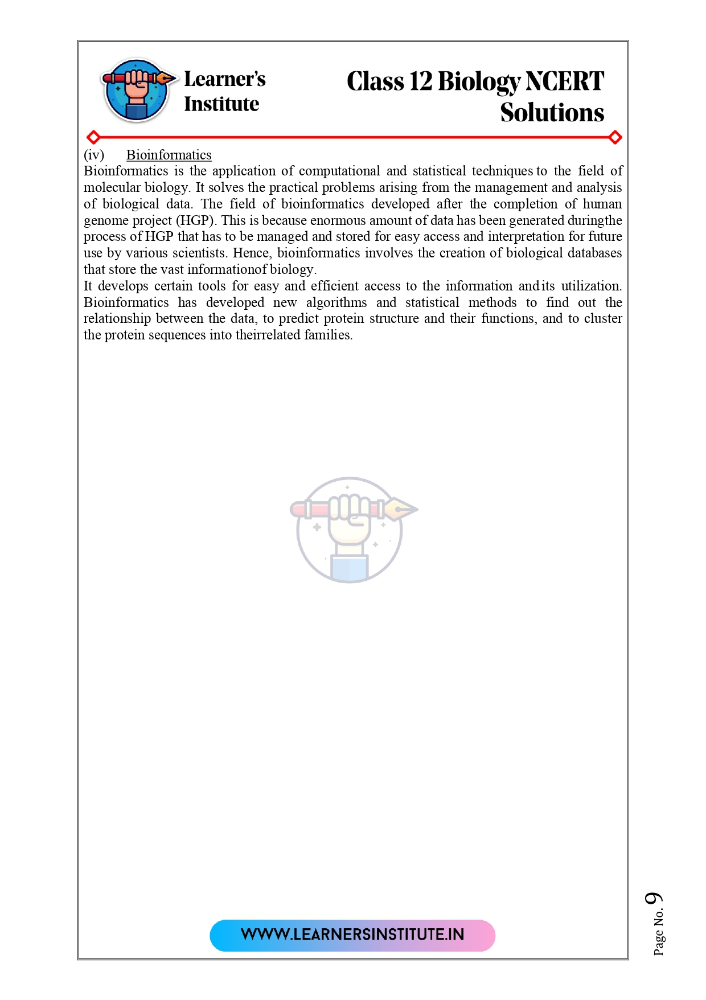 Learner's
Institute
Class 12 Biology NCERT
Solutions
(iv) Bioinformatics
Bioinformatics is the application of computational and statistical techniques to the field of
molecular biology. It solves the practical problems arising from the management and analysis
of biological data. The field of bioinformatics developed after the completion of human
genome project (HGP). This is because enormous amount of data has been generated duringthe
process of HGP that has to be managed and stored for easy access and interpretation for future
use by various scientists. Hence, bioinformatics involves the creation of biological databases
that store the vast informationof biology.
It develops certain tools for easy and efficient access to the information andits utilization.
Bioinformatics has developed new algorithms and statistical methods to find out the
relationship between the data, to predict protein structure and their functions, and to cluster
the protein sequences into theirrelated families.
WWW.LEARNERSINSTITUTE.IN
Page No. 9